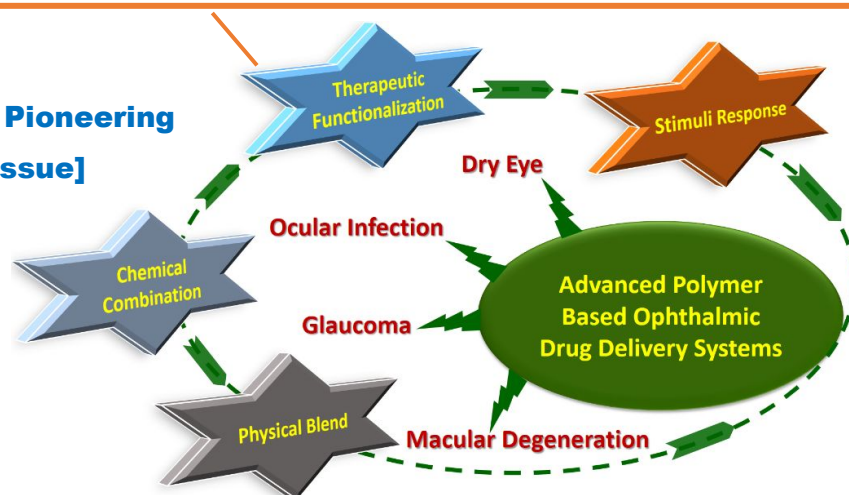 Pioneering
ssue]
Therapeutic
Functionalization
Stimuli Response
Dry Eye
Ocular Infection
Chemical
Combination
Glaucoma
Advanced Polymer
Based Ophthalmic
Drug Delivery Systems
Physical Blend
Macular Degeneration